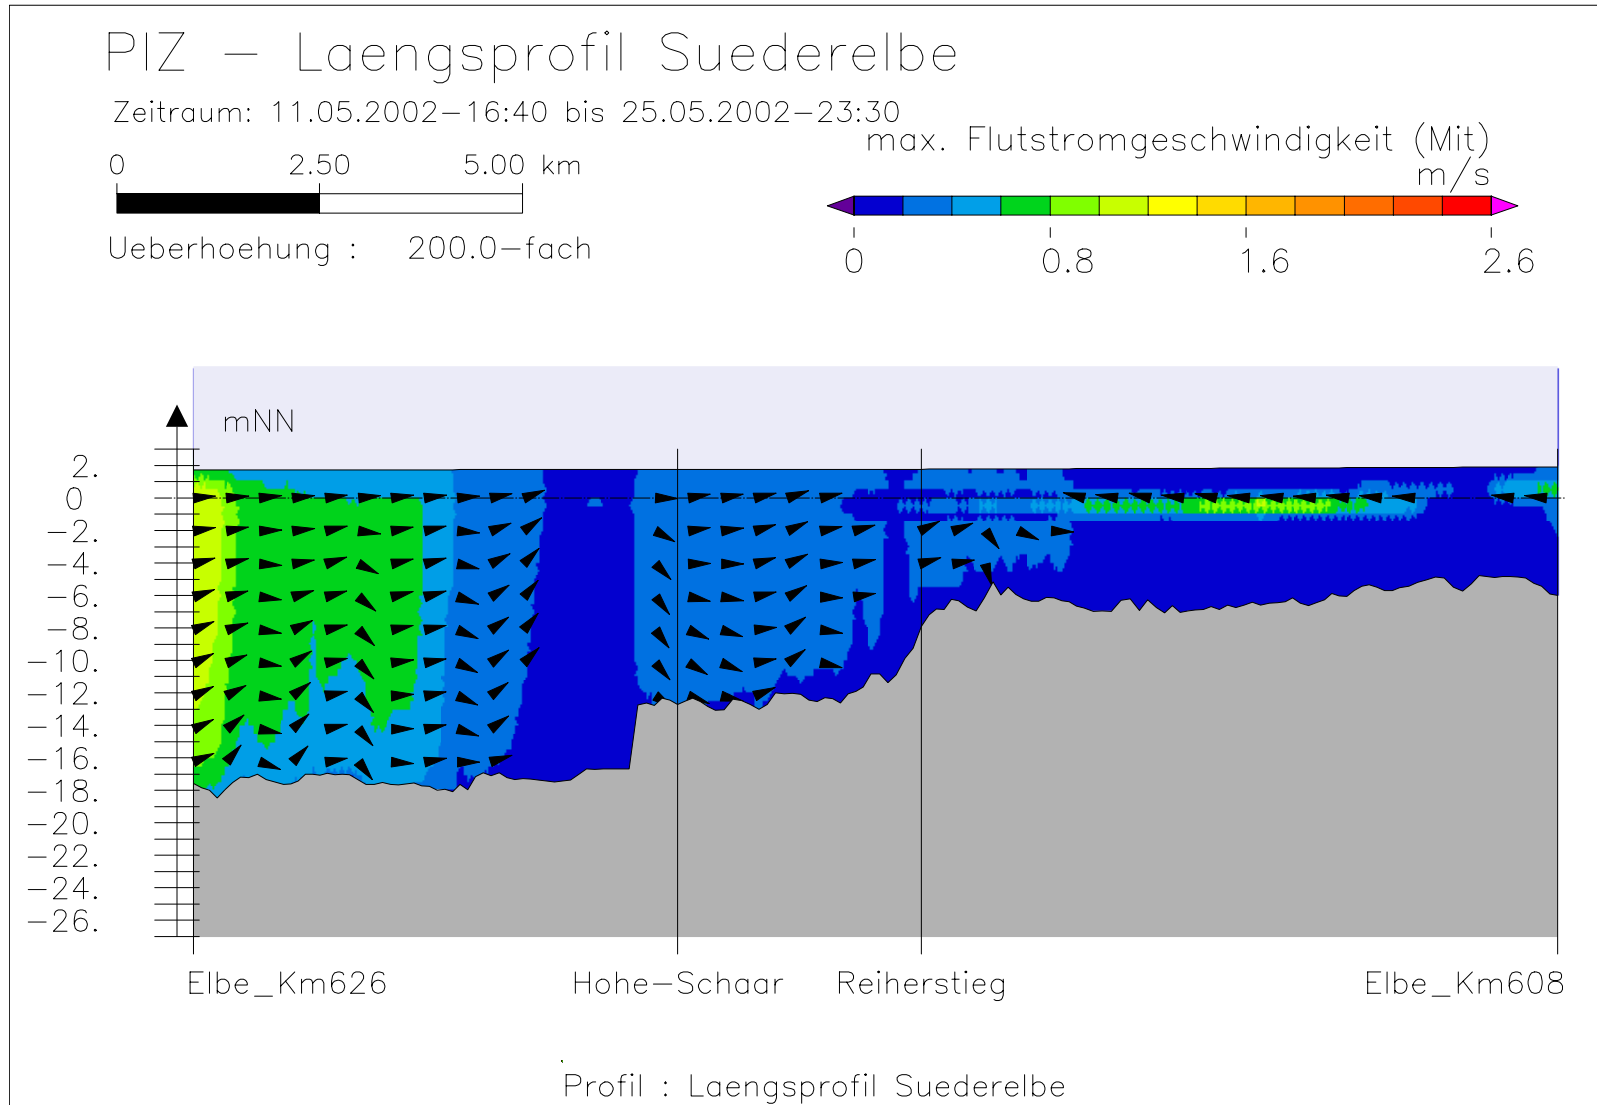 PIZ - Laengsprofil Suederelbe
Zeitraum: 11.05.2002-16:40 bis 25.05.2002-23:30
max. Flutstromgeschwindigkeit (Mit)
m/s
0 2.50 5.00 km
Ueberhoehung : 200.0-fach
0 0.8 1.6 2.6
mNN
2.
0
-2.
-4.
-6.
-8.
-10.
-12.
-14.
-16.
-18.
-20.
-22.
-24.
-26.
Elbe_Km626 Hohe-Schaar Reiherstieg Elbe_Km608
Profil : Laengsprofil Suederelbe